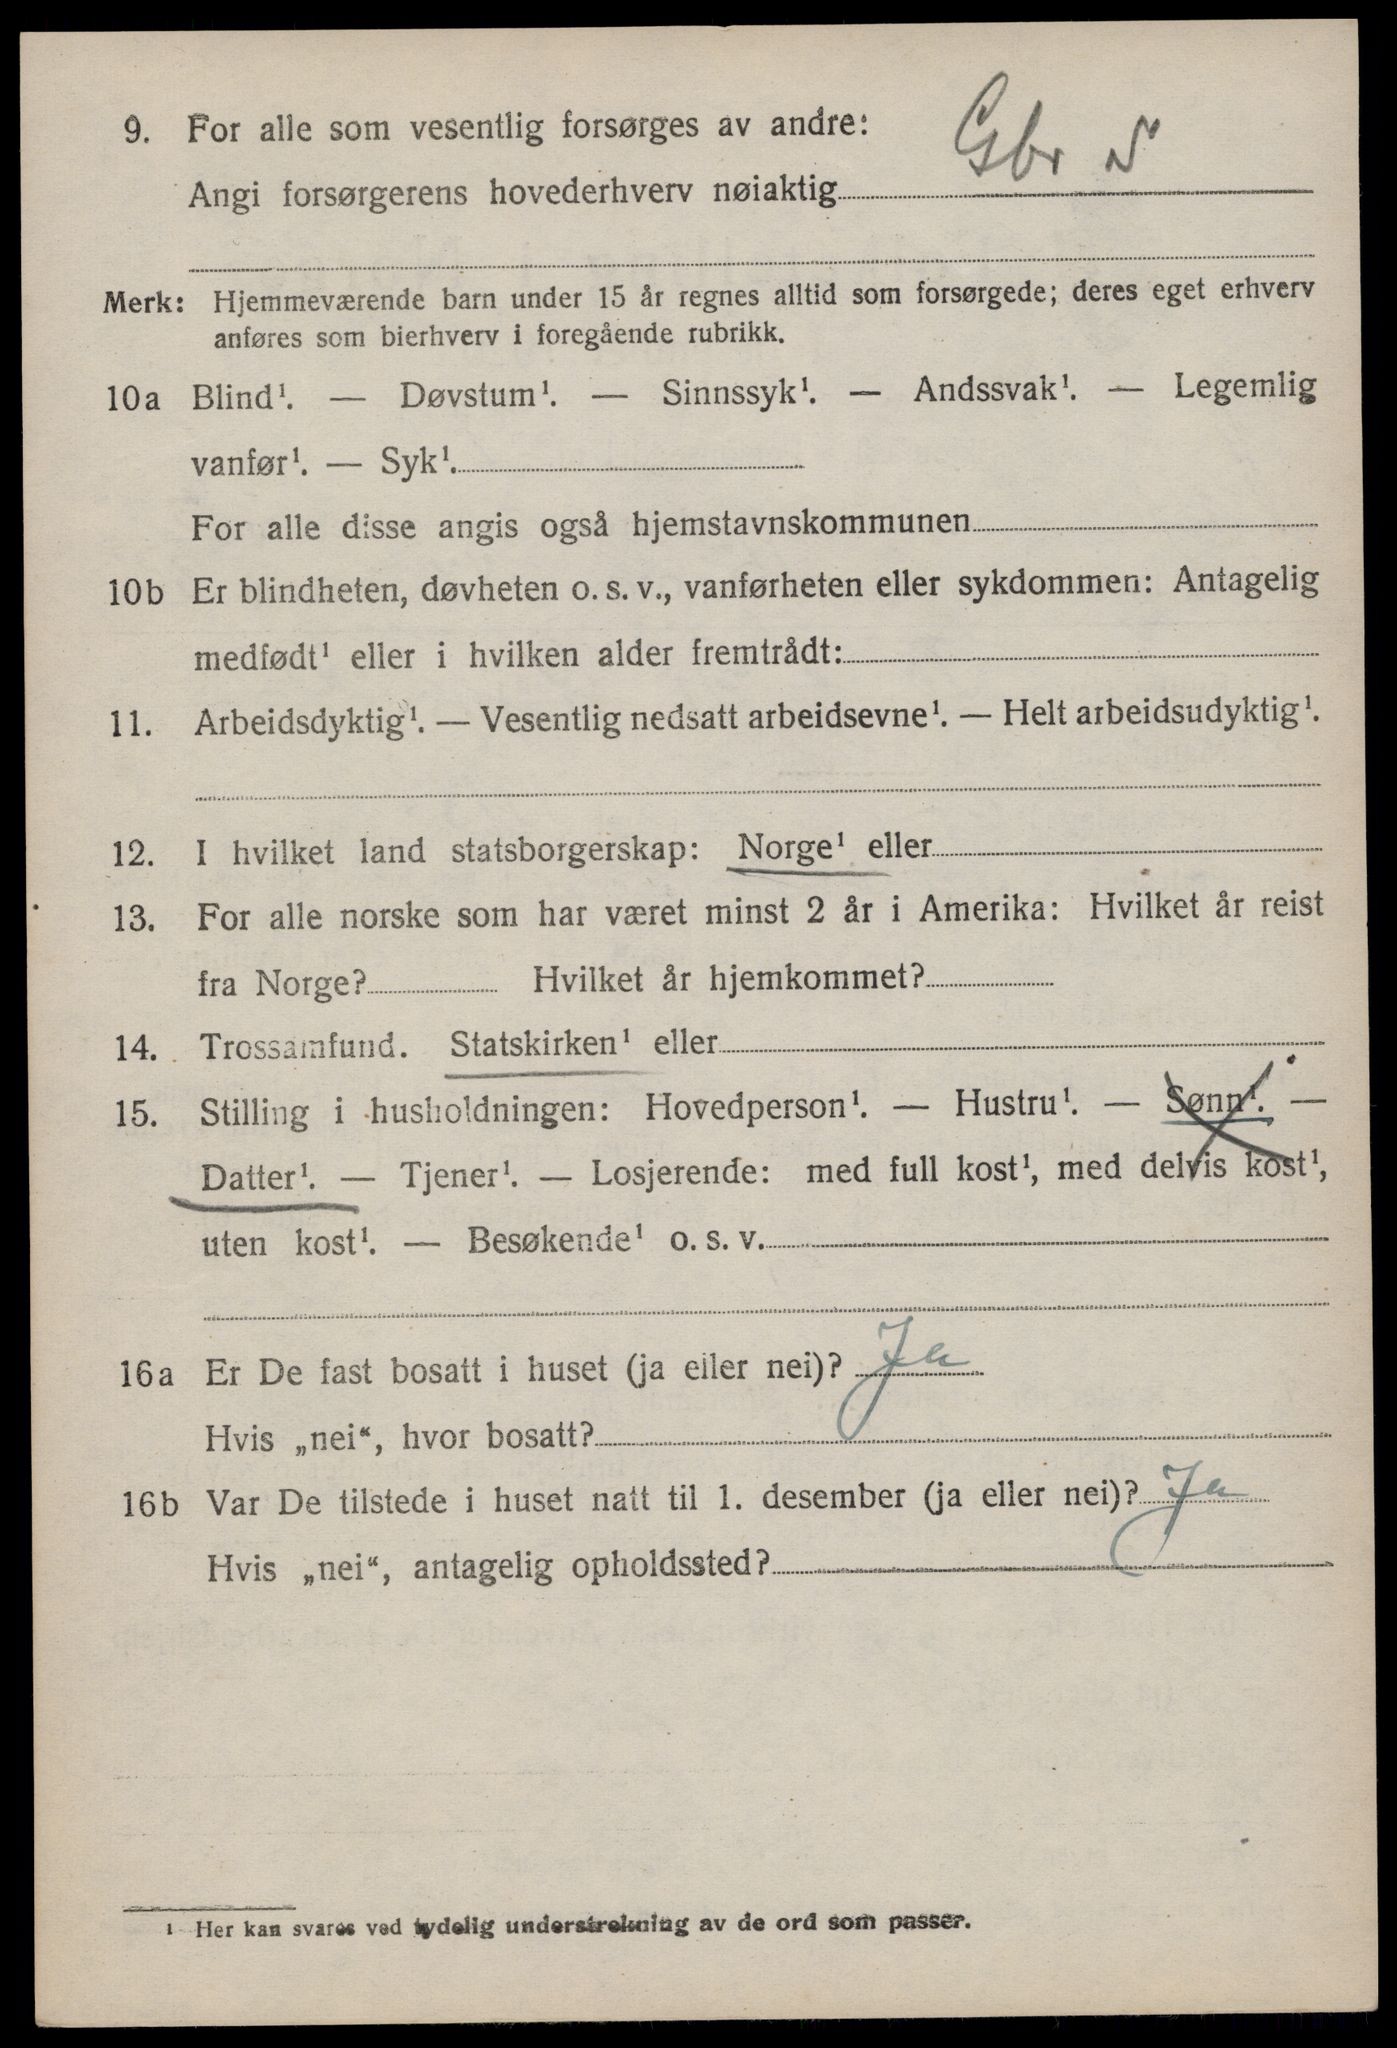 9. For alle som vesentlig forsørges av andre:
Angi forsørgerens hovederhverv nøiaktig Gbr S
Merk: Hjemmeværende barn under 15 år regnes alltid som forsørgede; deres eget erhverv
anføres som bierhverv i foregående rubrikk.
10a Blind¹. — Døvstum¹. — Sinnssyk¹. — Andssvak¹. — Legemlig
vanfør¹. — Syk¹.
For alle disse angis også hjemstavnskommunen
10b Er blindheten, døvheten o. s. v., vanførheten eller sykdommen: Antagelig
medfødt¹ eller i hvilken alder fremtrådt:
11. Arbeidsdyktig¹. — Vesentlig nedsatt arbeidsevne¹. — Helt arbeidsudyktig¹.
12. I hvilket land statsborgerskap: Norge¹ eller
13. For alle norske som har været minst 2 år i Amerika: Hvilket år reist
fra Norge? Hvilket år hjemkommet?
14. Trossamfund. Statskirken¹ eller
15. Stilling i husholdningen: Hovedperson¹. — Hustru¹. — Sønn¹. —
Datter¹. — Tjener¹. — Losjerende: med full kost¹, med delvis kost¹,
uten kost¹. — Besøkende¹ o. s. v.
16a Er De fast bosatt i huset (ja eller nei)? Ja
Hvis „nei“, hvor bosatt?
16b Var De tilstede i huset natt til 1. desember (ja eller nei)? Ja
Hvis „nei“, antagelig opholdssted?
¹ Her kan svares ved tydelig understrekning av de ord som passer.